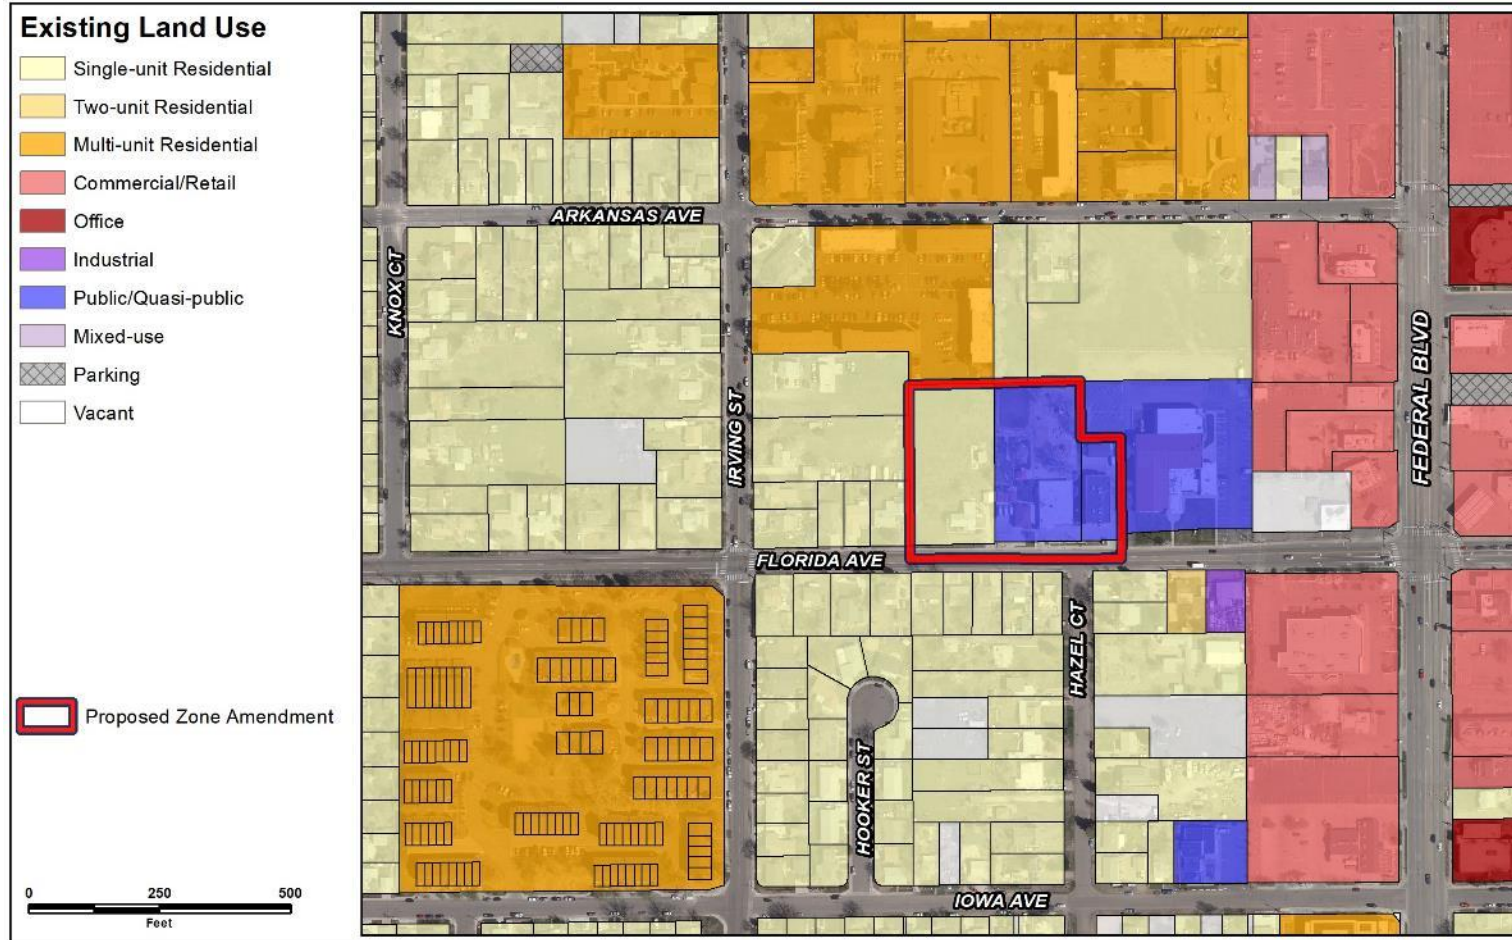 Existing Land Use
Single-unit Residential
Two-unit Residential
Multi-unit Residential
Commercial/Retail
Office
Industrial
Public/Quasi-public
Mixed-use
Parking
Vacant
Proposed Zone Amendment
0 250 500
Feet
ARKANSAS AVE
KNOX CT
IRVING ST
FEDERAL BLVD
FLORIDA AVE
HAZEL CT
HOOKER ST
IOWA AVE